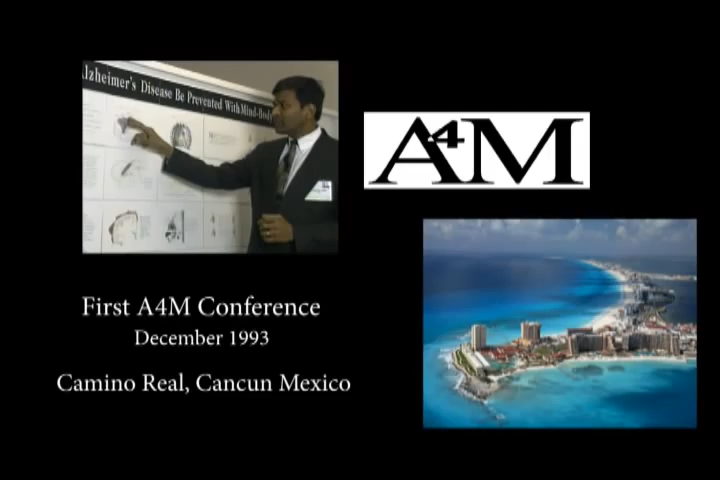 lzheimer's Disease Be Prevented With Mind-Body
A4M
First A4M Conference
December 1993
Camino Real, Cancun Mexico